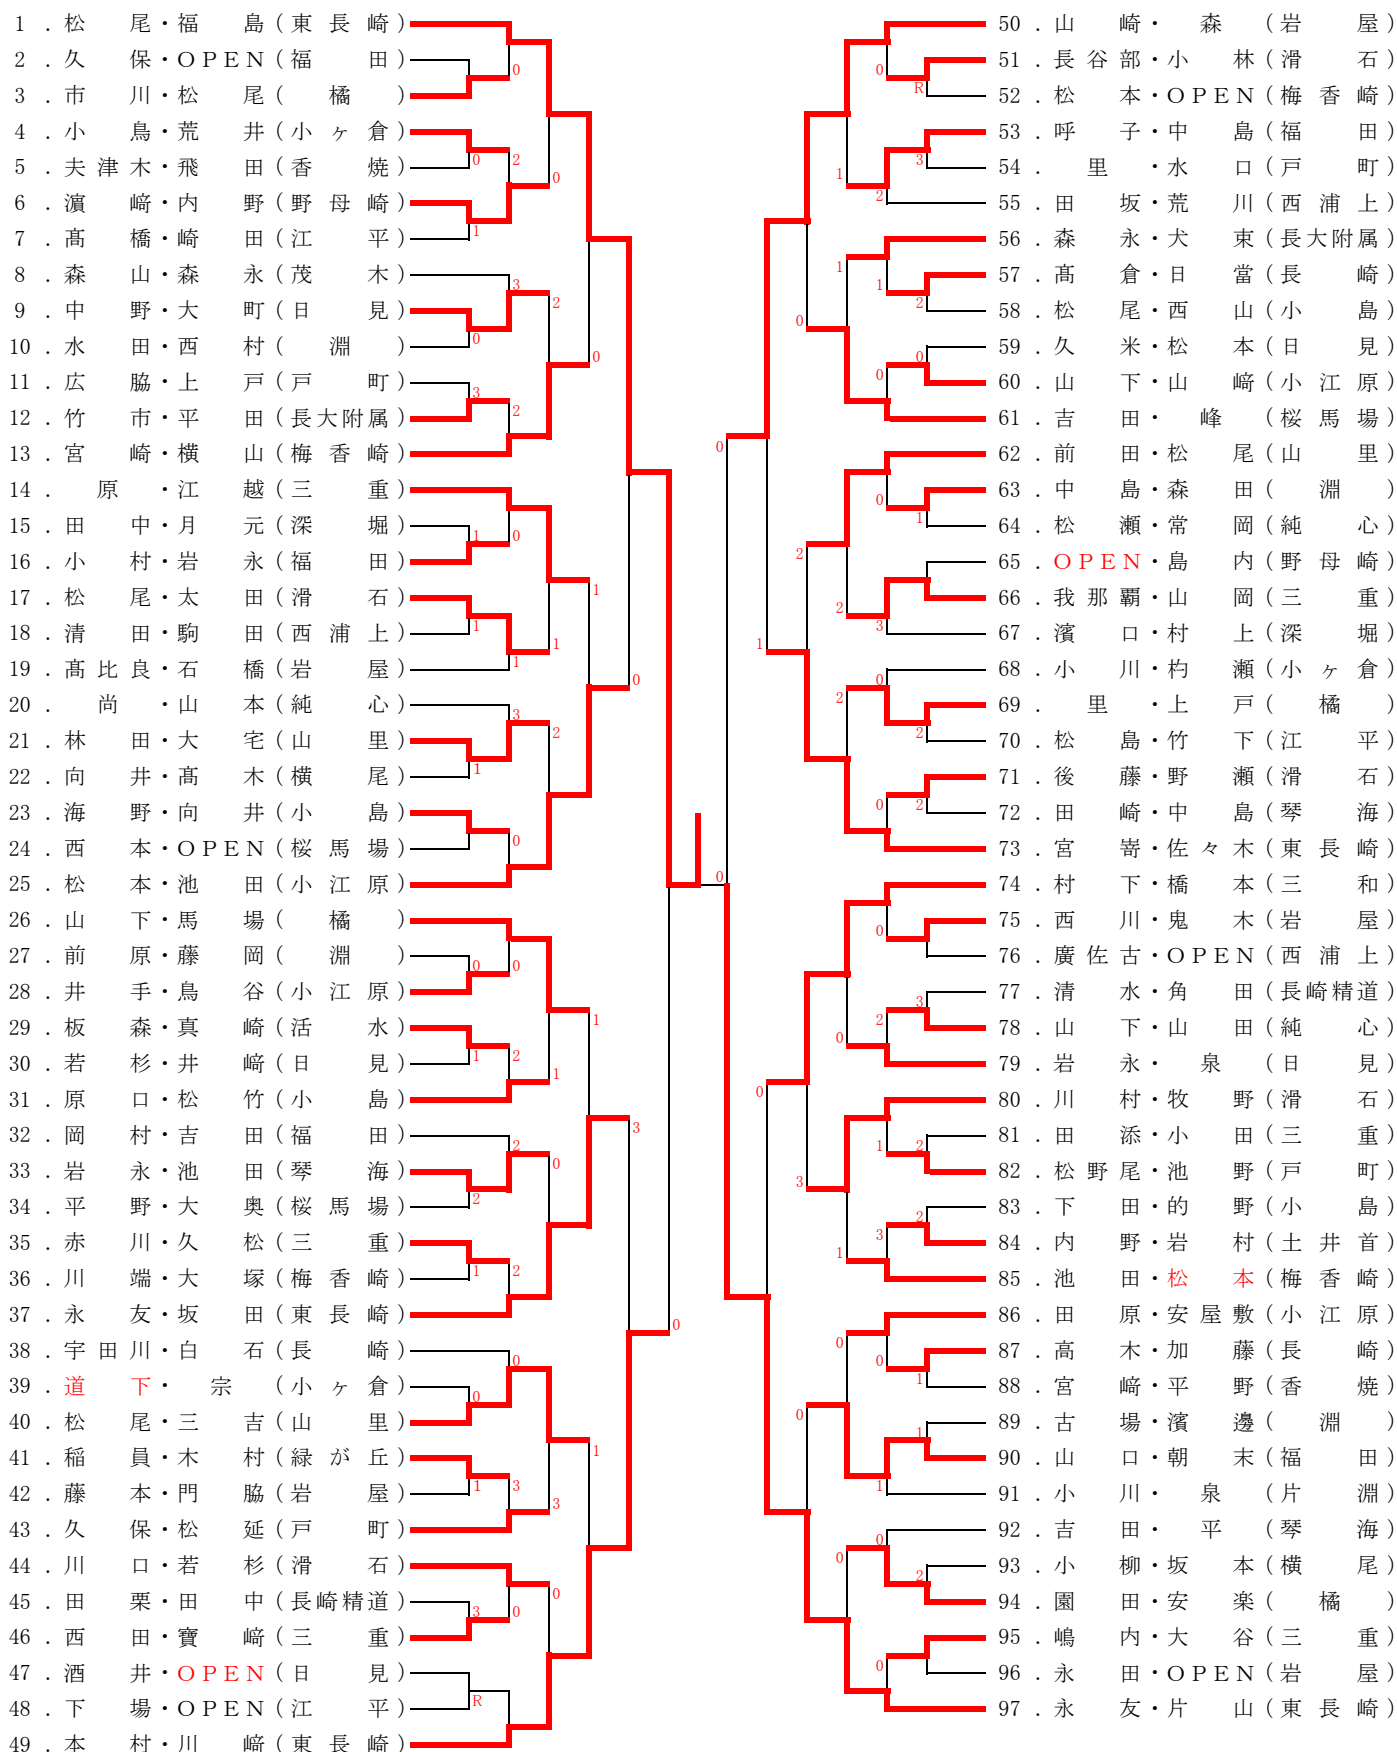 1 . 松 尾・福 島 ( 東 長 崎 )
2 . 久 保・OPEN ( 福 田 )
3 . 市 川・松 尾 ( 橘 )
4 . 小 鳥・荒 井 ( 小 ヶ 倉 )
5 . 夫 津 木・飛 田 ( 香 焼 )
6 . 濵 﨑・内 野 ( 野 母 崎 )
7 . 髙 橋・崎 田 ( 江 平 )
8 . 森 山・森 永 ( 茂 木 )
9 . 中 野・大 町 ( 日 見 )
10 . 水 田・西 村 ( 淵 )
11 . 広 脇・上 戸 ( 戸 町 )
12 . 竹 市・平 田 ( 長大附属 )
13 . 宮 崎・横 山 ( 梅 香 崎 )
14 . 原 ・江 越 ( 三 重 )
15 . 田 中・月 元 ( 深 堀 )
16 . 小 村・岩 永 ( 福 田 )
17 . 松 尾・太 田 ( 滑 石 )
18 . 清 田・駒 田 ( 西 浦 上 )
19 . 髙 比 良・石 橋 ( 岩 屋 )
20 . 尚 ・山 本 ( 純 心 )
21 . 林 田・大 宅 ( 山 里 )
22 . 向 井・髙 木 ( 横 尾 )
23 . 海 野・向 井 ( 小 島 )
24 . 西 本・OPEN ( 桜 馬 場 )
25 . 松 本・池 田 ( 小 江 原 )
26 . 山 下・馬 場 ( 橘 )
27 . 前 原・藤 岡 ( 淵 )
28 . 井 手・鳥 谷 ( 小 江 原 )
29 . 板 森・真 崎 ( 活 水 )
30 . 若 杉・井 﨑 ( 日 見 )
31 . 原 口・松 竹 ( 小 島 )
32 . 岡 村・吉 田 ( 福 田 )
33 . 岩 永・池 田 ( 琴 海 )
34 . 平 野・大 奥 ( 桜 馬 場 )
35 . 赤 川・久 松 ( 三 重 )
36 . 川 端・大 塚 ( 梅 香 崎 )
37 . 永 友・坂 田 ( 東 長 崎 )
38 . 宇 田 川・白 石 ( 長 崎 )
39 . 道 下・ 宗 ( 小 ヶ 倉 )
40 . 松 尾・三 吉 ( 山 里 )
41 . 稲 員・木 村 ( 緑 が 丘 )
42 . 藤 本・門 脇 ( 岩 屋 )
43 . 久 保・松 延 ( 戸 町 )
44 . 川 口・若 杉 ( 滑 石 )
45 . 田 栗・田 中 ( 長崎精道 )
46 . 西 田・寶 﨑 ( 三 重 )
47 . 酒 井・OPEN ( 日 見 )
48 . 下 場・OPEN ( 江 平 )
49 . 本 村・川 﨑 ( 東 長 崎 )
50 . 山 崎・ 森 ( 岩 屋 )
51 . 長 谷 部・小 林 ( 滑 石 )
52 . 松 本・OPEN ( 梅 香 崎 )
53 . 呼 子・中 島 ( 福 田 )
54 . 里 ・水 口 ( 戸 町 )
55 . 田 坂・荒 川 ( 西 浦 上 )
56 . 森 永・犬 束 ( 長大附属 )
57 . 髙 倉・日 當 ( 長 崎 )
58 . 松 尾・西 山 ( 小 島 )
59 . 久 米・松 本 ( 日 見 )
60 . 山 下・山 﨑 ( 小 江 原 )
61 . 吉 田・ 峰 ( 桜 馬 場 )
62 . 前 田・松 尾 ( 山 里 )
63 . 中 島・森 田 ( 淵 )
64 . 松 瀬・常 岡 ( 純 心 )
65 . OPEN・島 内 ( 野 母 崎 )
66 . 我 那 覇・山 岡 ( 三 重 )
67 . 濱 口・村 上 ( 深 堀 )
68 . 小 川・杓 瀬 ( 小 ヶ 倉 )
69 . 里 ・上 戸 ( 橘 )
70 . 松 島・竹 下 ( 江 平 )
71 . 後 藤・野 瀬 ( 滑 石 )
72 . 田 崎・中 島 ( 琴 海 )
73 . 宮 嵜・佐 々 木 ( 東 長 崎 )
74 . 村 下・橋 本 ( 三 和 )
75 . 西 川・鬼 木 ( 岩 屋 )
76 . 廣 佐 古・OPEN ( 西 浦 上 )
77 . 清 水・角 田 ( 長崎精道 )
78 . 山 下・山 田 ( 純 心 )
79 . 岩 永・ 泉 ( 日 見 )
80 . 川 村・牧 野 ( 滑 石 )
81 . 田 添・小 田 ( 三 重 )
82 . 松 野 尾・池 野 ( 戸 町 )
83 . 下 田・的 野 ( 小 島 )
84 . 内 野・岩 村 ( 土 井 首 )
85 . 池 田・松 本 ( 梅 香 崎 )
86 . 田 原・安 屋 敷 ( 小 江 原 )
87 . 高 木・加 藤 ( 長 崎 )
88 . 宮 﨑・平 野 ( 香 焼 )
89 . 古 場・濱 邊 ( 淵 )
90 . 山 口・朝 末 ( 福 田 )
91 . 小 川・ 泉 ( 片 淵 )
92 . 吉 田・ 平 ( 琴 海 )
93 . 小 柳・坂 本 ( 横 尾 )
94 . 園 田・安 楽 ( 橘 )
95 . 嶋 内・大 谷 ( 三 重 )
96 . 永 田・OPEN ( 岩 屋 )
97 . 永 友・片 山 ( 東 長 崎 )